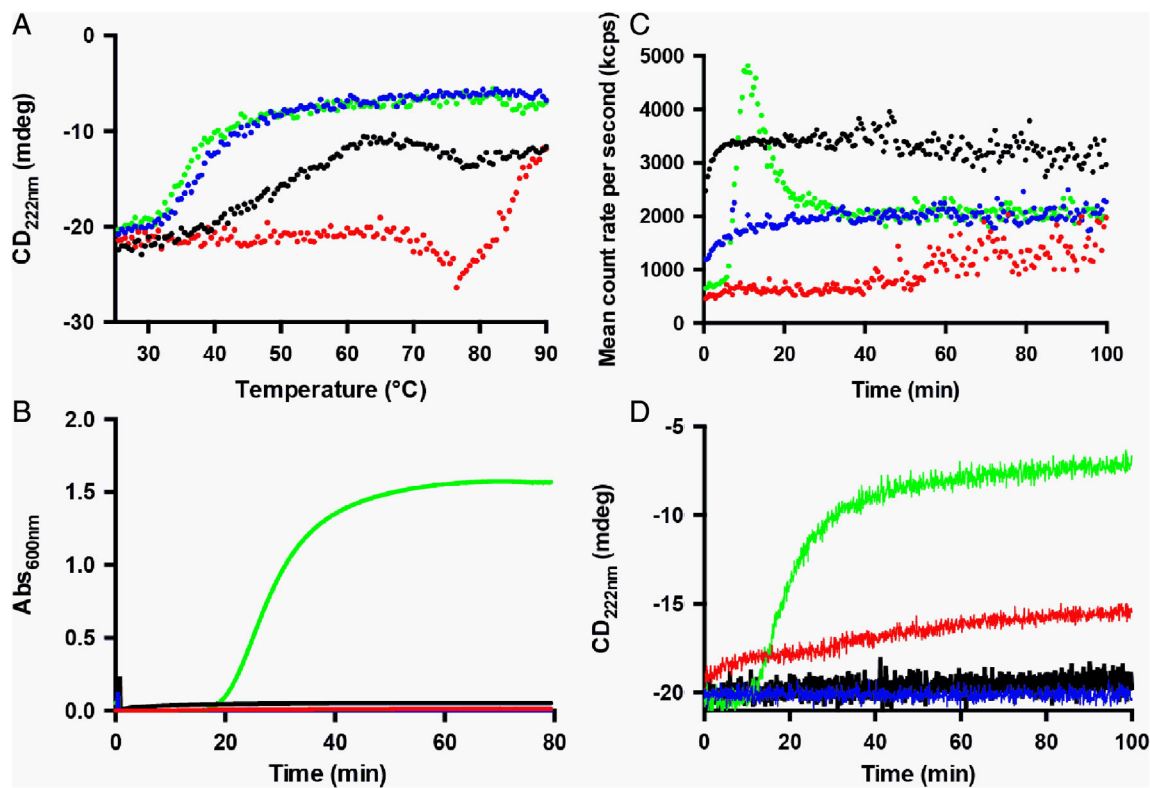 A
CD222nm (mdeg)
0
-10
-20
-30
30 40 50 60 70 80 90
Temperature (°C)
C
Mean count rate per second (kcps)
5000
4000
3000
2000
1000
0
0 20 40 60 80 100
Time (min)
B
Abs600nm
2.0
1.5
1.0
0.5
0.0
0 20 40 60 80
Time (min)
D
CD222nm (mdeg)
-5
-10
-15
-20
0 20 40 60 80 100
Time (min)